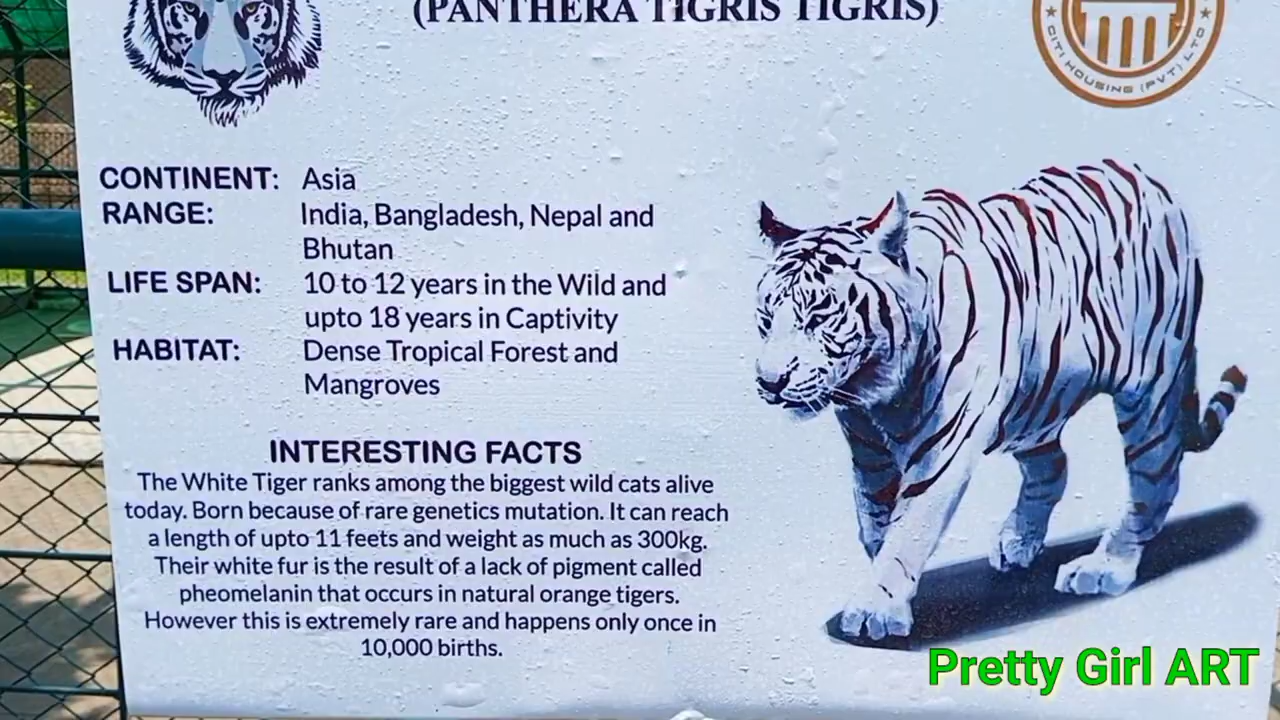 (PANTHERA TIGRIS TIGRIS)
★ CITI HOUSING (PVT) LTD ★
CONTINENT: Asia
RANGE: India, Bangladesh, Nepal and
Bhutan
LIFE SPAN: 10 to 12 years in the Wild and
upto 18 years in Captivity
HABITAT: Dense Tropical Forest and
Mangroves
INTERESTING FACTS
The White Tiger ranks among the biggest wild cats alive
today. Born because of rare genetics mutation. It can reach
a length of upto 11 feets and weight as much as 300kg.
Their white fur is the result of a lack of pigment called
pheomelanin that occurs in natural orange tigers.
However this is extremely rare and happens only once in
10,000 births.
Pretty Girl ART